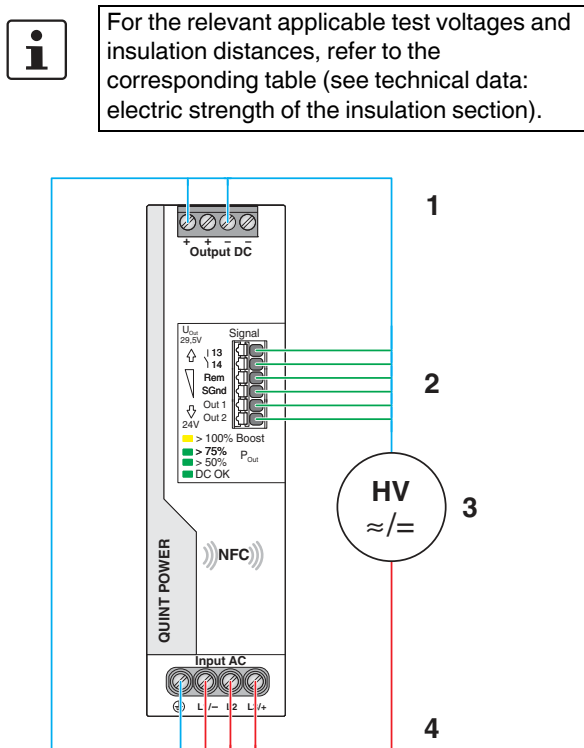 For the relevant applicable test voltages and
insulation distances, refer to the
corresponding table (see technical data:
electric strength of the insulation section).
1
+ + − −
Output DC
UOut
29,5V
Signal
13
14
Rem
SGnd
Out 1
Out 2
24V
2
> 100% Boost
> 75%
> 50%
POut
DC OK
HV
≈/=
3
NFC
QUINT POWER
Input AC
L1/− L2 L3/+
4